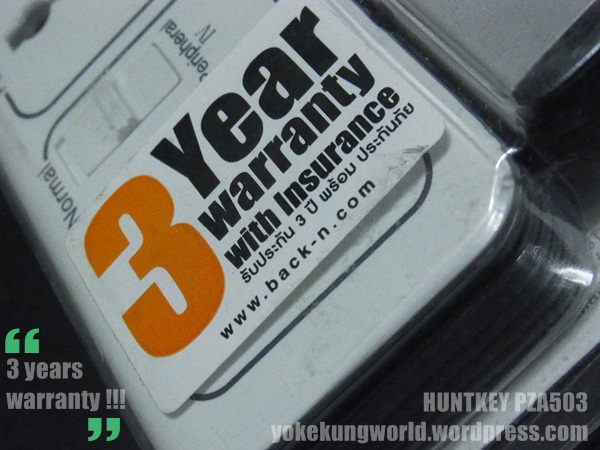 Peripheral
IV
Normal
3 Year
Warranty
with Insurance
รับประกัน 3 ปี พร้อม ประกันภัย
www.back-n.com
“
3 years
warranty !!!
”
HUNTKEY PZA503
yokekungworld.wordpress.com